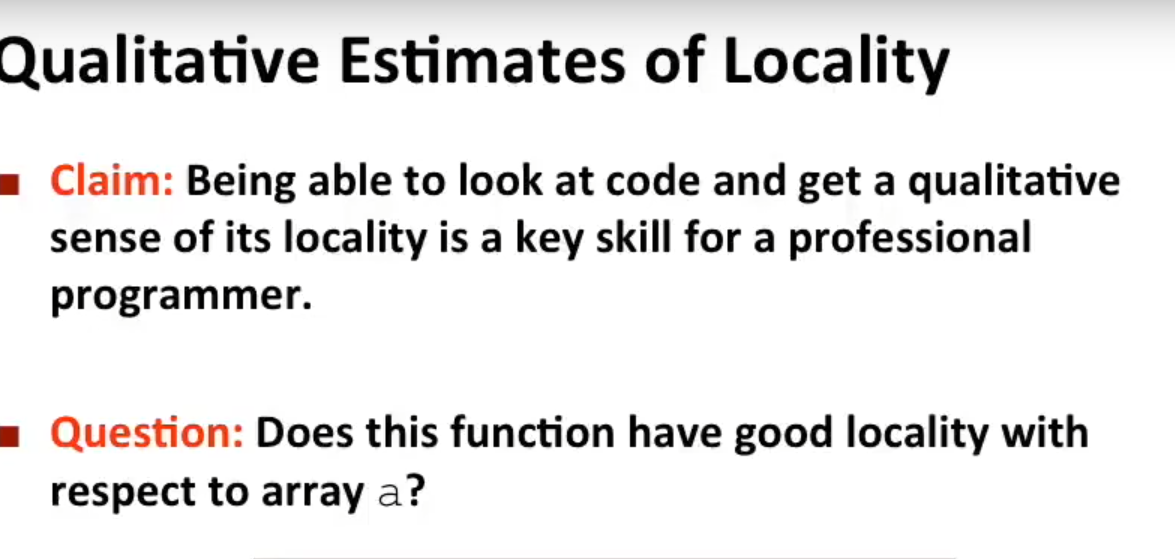 Qualitative Estimates of Locality
Claim: Being able to look at code and get a qualitative
sense of its locality is a key skill for a professional
programmer.
Question: Does this function have good locality with
respect to array a?